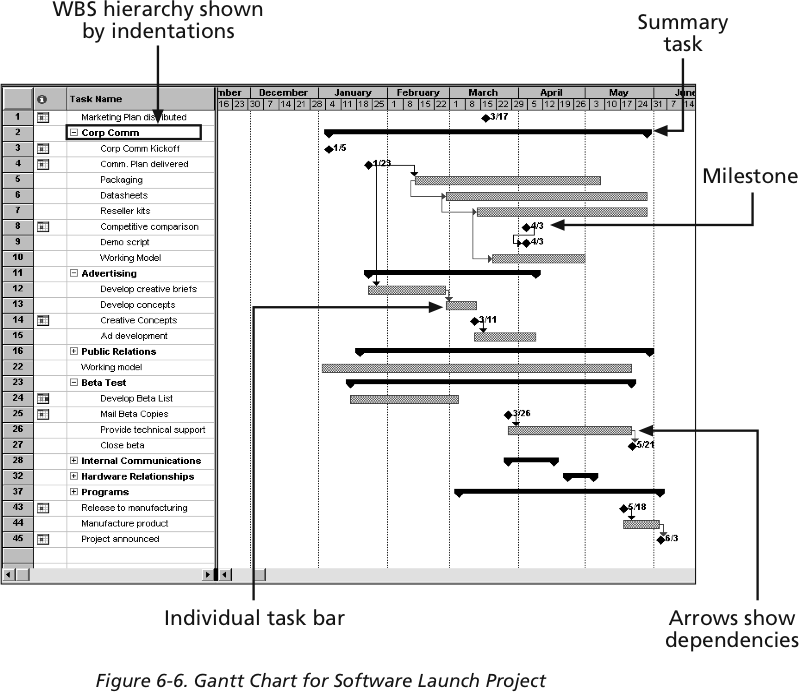 WBS hierarchy shown
by indentations
Summary
task
Milestone
Task Name
mber December January February March April May June
16 23 30 7 14 21 28 4 11 18 25 1 8 15 22 1 8 15 22 29 5 12 19 26 3 10 17 24 31 7 14
1 Marketing Plan distributed 3/17
2 Corp Comm
3 Corp Comm Kickoff 1/5
4 Comm. Plan delivered 1/23
5 Packaging
6 Datasheets
7 Reseller kits
8 Competitive comparison 4/3
9 Demo script 4/3
10 Working Model
11 Advertising
12 Develop creative briefs
13 Develop concepts
14 Creative Concepts 3/11
15 Ad development
16 Public Relations
22 Working model
23 Beta Test
24 Develop Beta List
25 Mail Beta Copies 3/26
26 Provide technical support
27 Close beta 5/21
28 Internal Communications
32 Hardware Relationships
37 Programs
43 Release to manufacturing 5/18
44 Manufacture product
45 Project announced 6/3
Individual task bar
Arrows show
dependencies
Figure 6-6. Gantt Chart for Software Launch Project